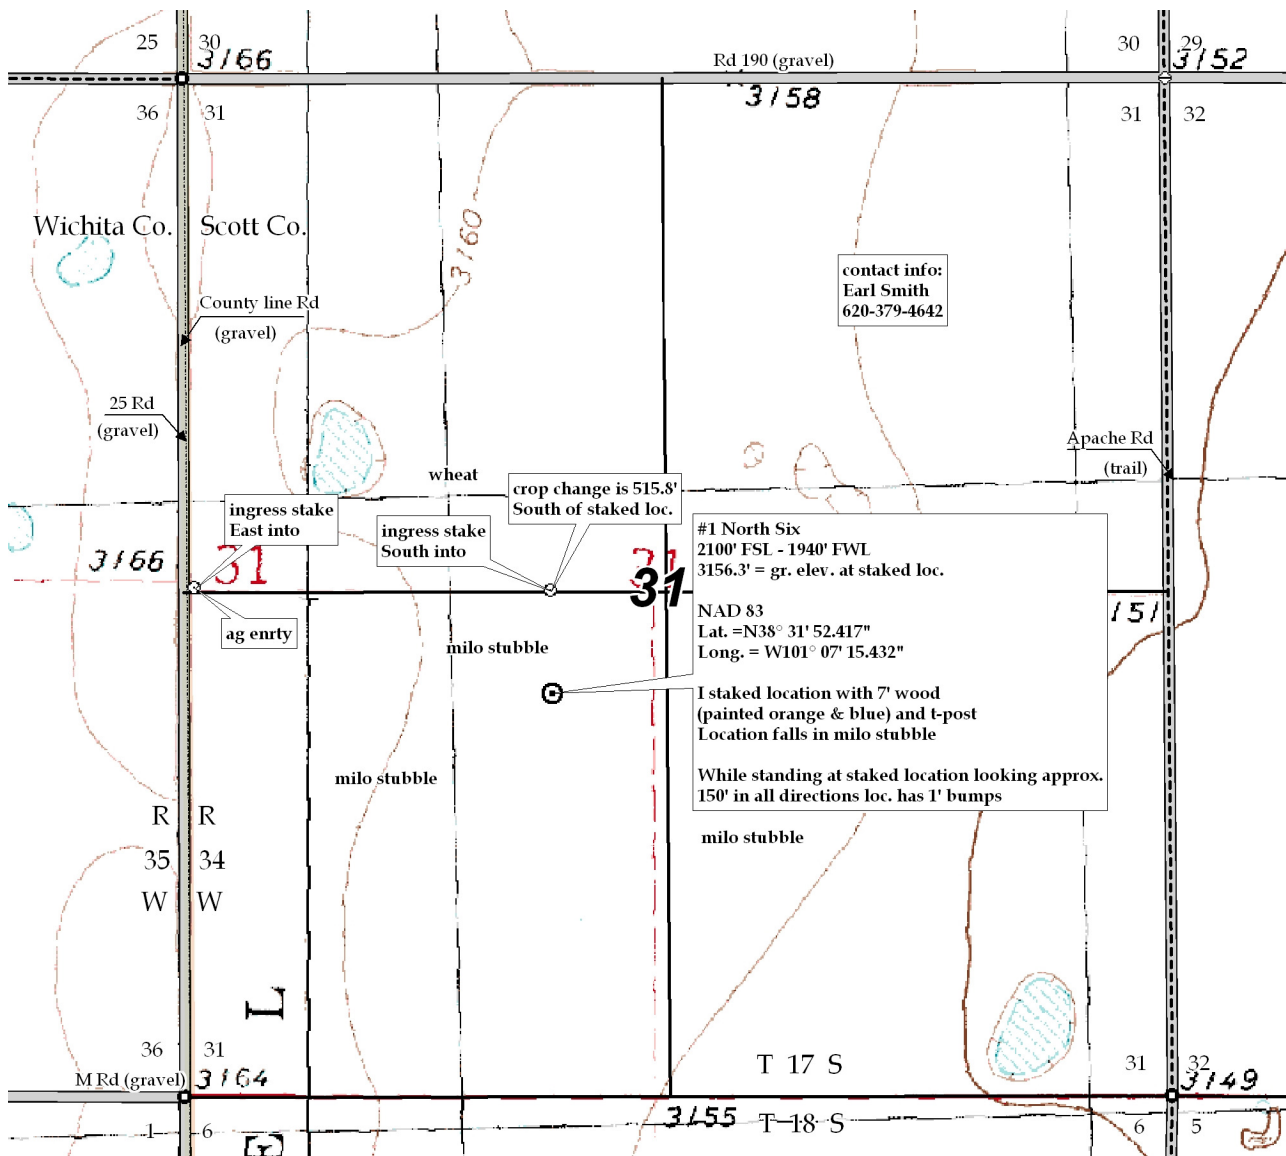 25 30
3166
30 29
3152
Rd 190 (gravel)
3158
36 31
31 32
Wichita Co. Scott Co.
3160
contact info:
Earl Smith
620-379-4642
County line Rd
(gravel)
25 Rd
(gravel)
Apache Rd
(trail)
wheat
crop change is 515.8'
South of staked loc.
ingress stake
East into
ingress stake
South into
#1 North Six
2100' FSL - 1940' FWL
3156.3' = gr. elev. at staked loc.
NAD 83
Lat. =N38° 31' 52.417"
Long. = W101° 07' 15.432"
I staked location with 7' wood
(painted orange & blue) and t-post
Location falls in milo stubble
While standing at staked location looking approx.
150' in all directions loc. has 1' bumps
3166
31
31
31
151
ag enrty
milo stubble
milo stubble
milo stubble
R R
35 34
W W
L
36 31
31 32
M Rd (gravel)
3164
T 17 S
3149
3155
T 18 S
1 6
6 5